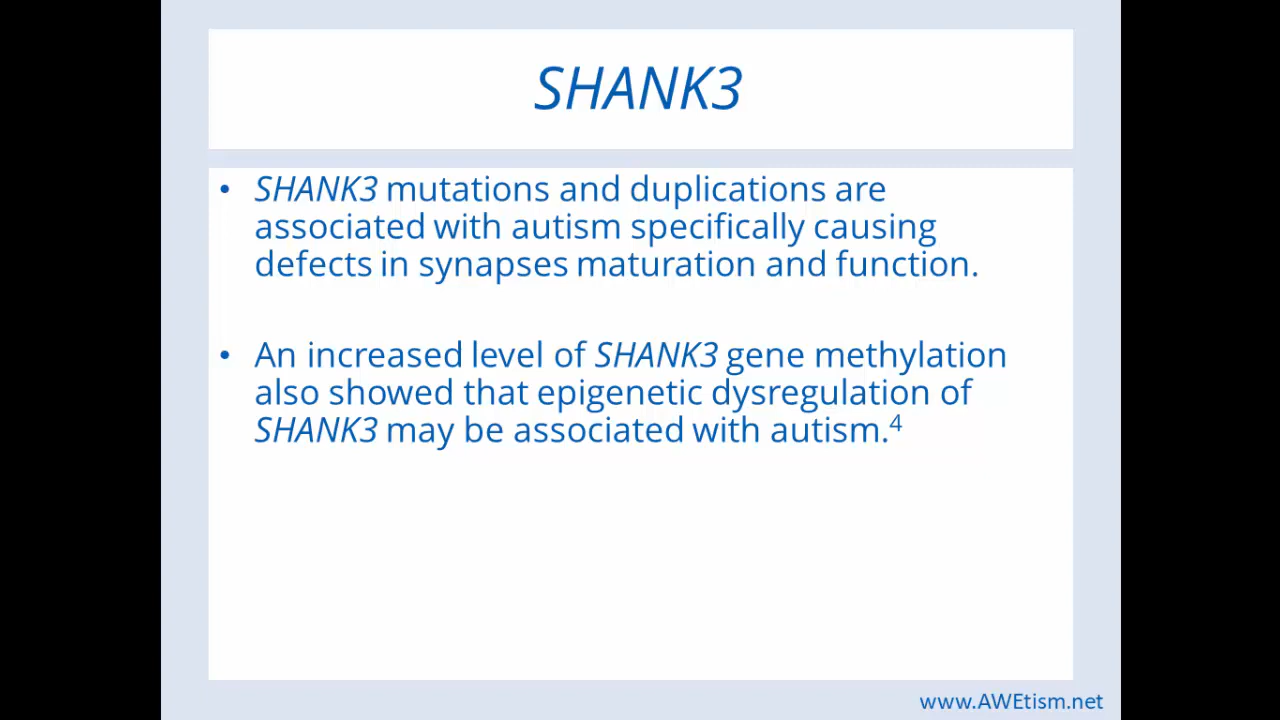 SHANK3
• SHANK3 mutations and duplications are
associated with autism specifically causing
defects in synapses maturation and function.
• An increased level of SHANK3 gene methylation
also showed that epigenetic dysregulation of
SHANK3 may be associated with autism.⁴
www.AWEtism.net